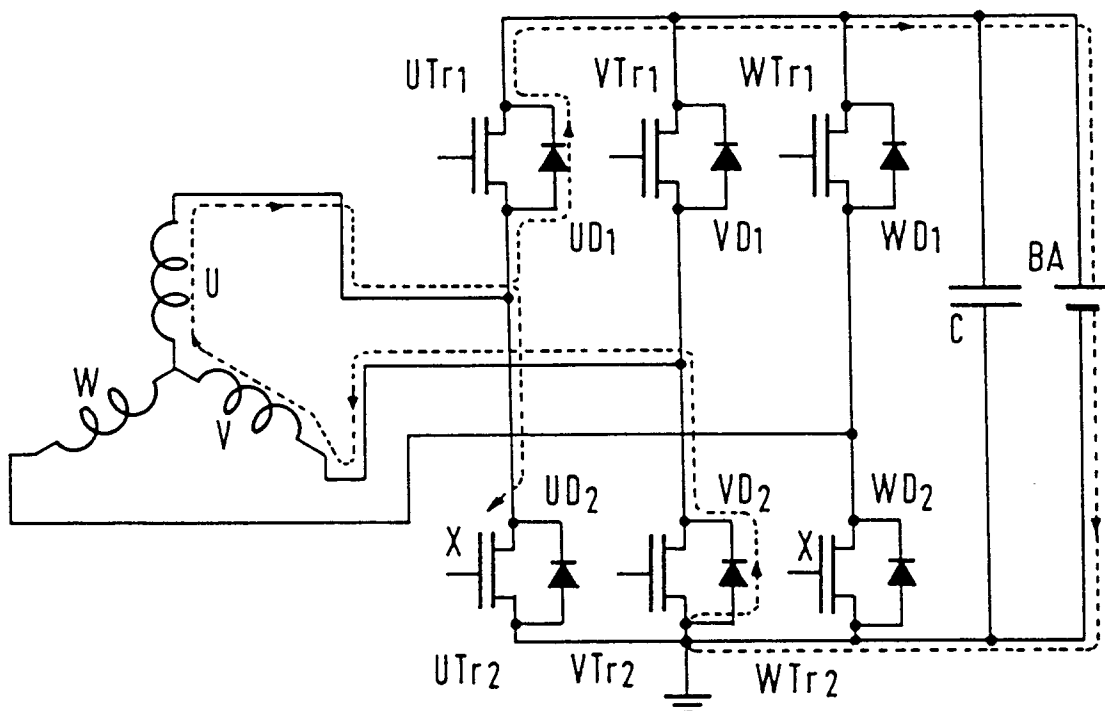 UTr1 VTr1 WTr1
UD1 VD1 WD1
BA
U
C
W
V
UD2 VD2 WD2
X X
UTr2 VTr2 WTr2